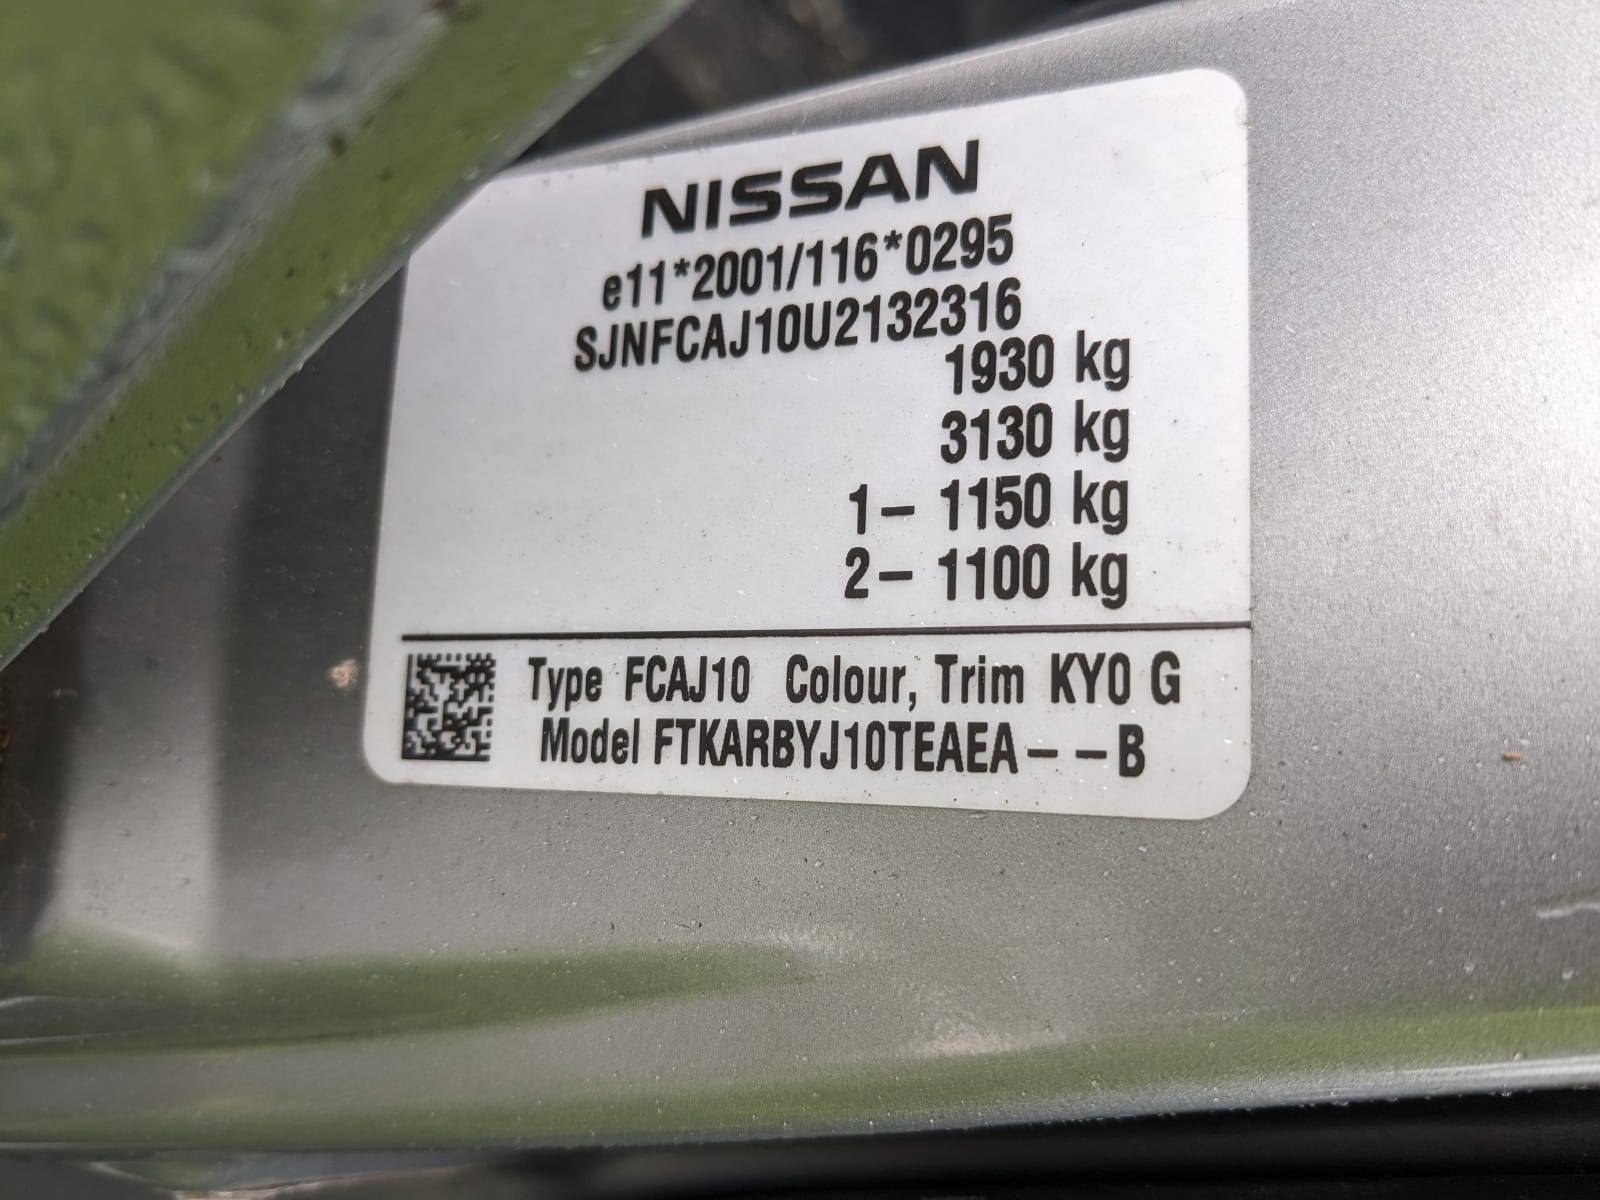 NISSAN
e11*2001/116*0295
SJNFCAJ10U2132316
1930 kg
3130 kg
1– 1150 kg
2– 1100 kg
Type FCAJ10 Colour, Trim KY0 G
Model FTKARBYJ10TEAEA– –B